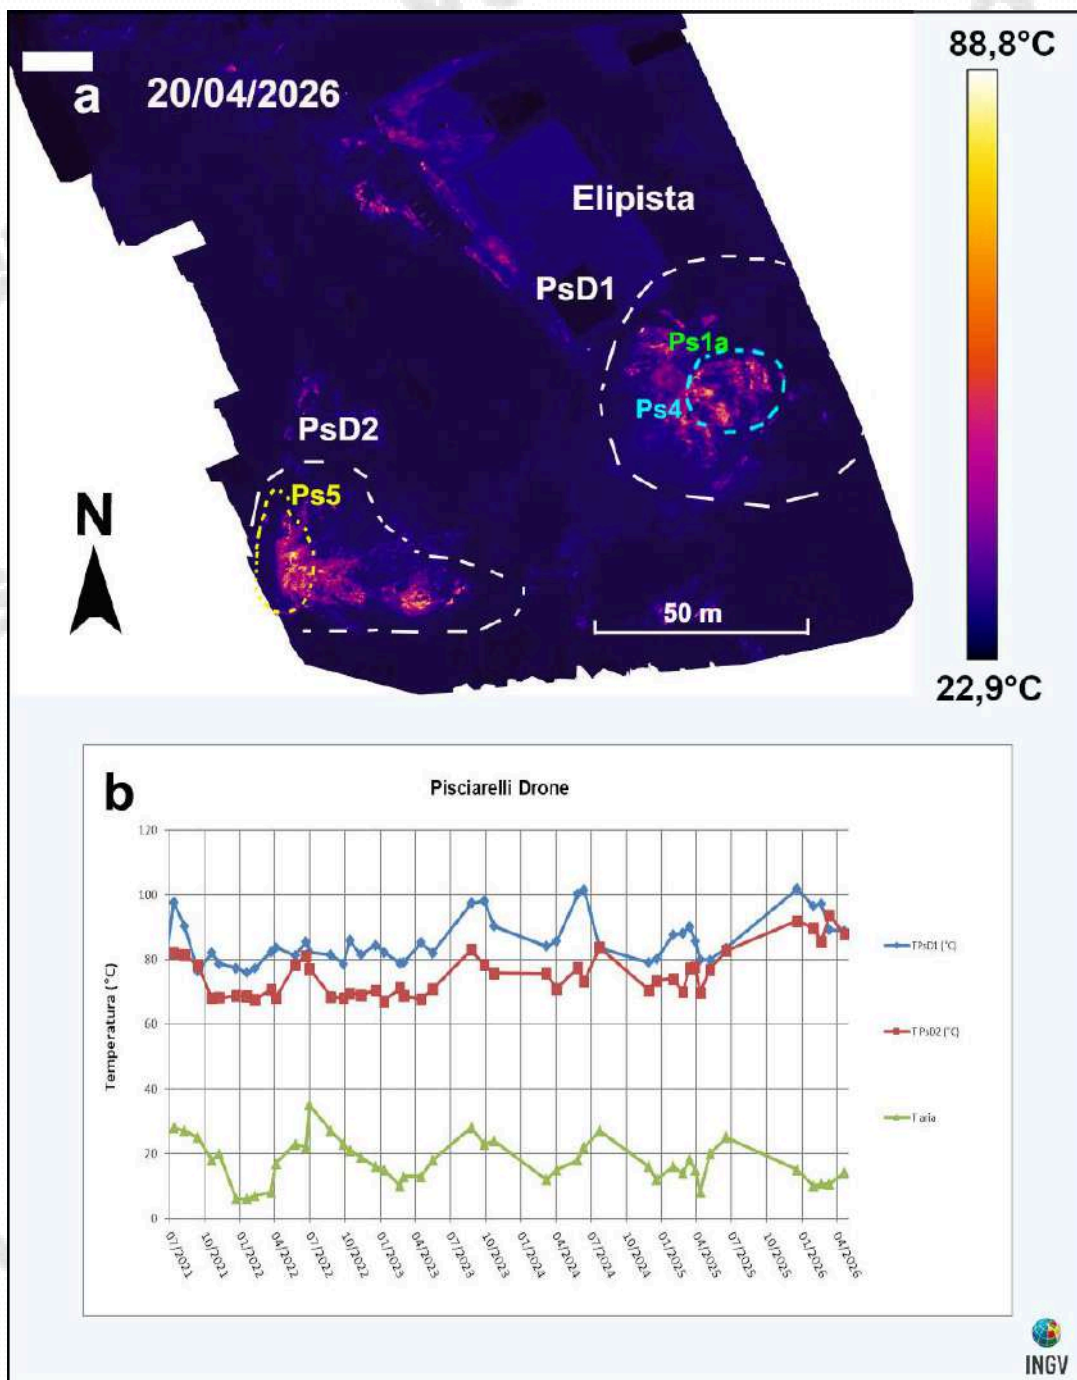 88,8°C
a 20/04/2026
Elipista
PsD1
Ps1a
Ps4
PsD2
Ps5
N
50 m
22,9°C
b
Pisciarelli Drone
Temperatura (°C)
120
100
80
60
40
20
0
07/2021
10/2021
01/2022
04/2022
07/2022
10/2022
01/2023
04/2023
07/2023
10/2023
01/2024
04/2024
07/2024
10/2024
01/2025
04/2025
07/2025
10/2025
01/2026
04/2026
TPsD1 (°C)
T PsD2 (°C)
T aria
INGV